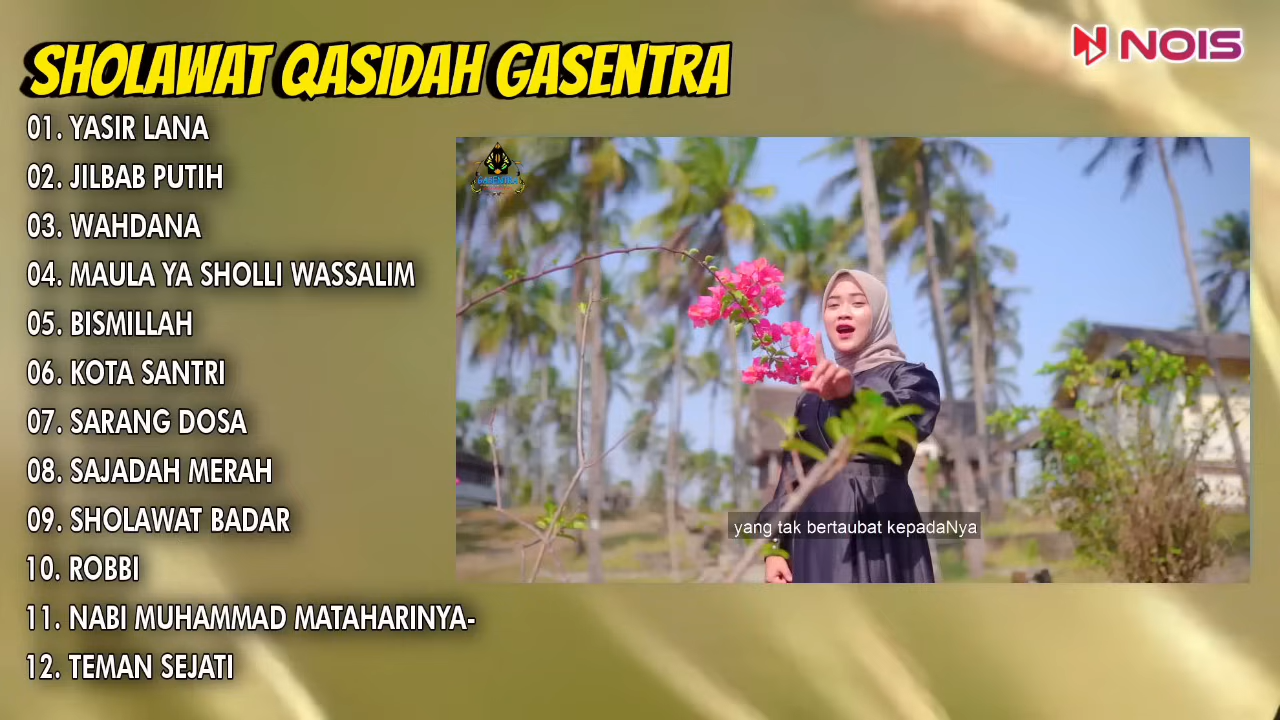 SHOLAWAT QASIDAH GASENTRA
NOIS
01. YASIR LANA
02. JILBAB PUTIH
03. WAHDANA
04. MAULA YA SHOLLI WASSALIM
05. BISMILLAH
06. KOTA SANTRI
07. SARANG DOSA
08. SAJADAH MERAH
09. SHOLAWAT BADAR
10. ROBBI
11. NABI MUHAMMAD MATAHARINYA-
12. TEMAN SEJATI
GASENTRA
yang tak bertaubat kepadaNya